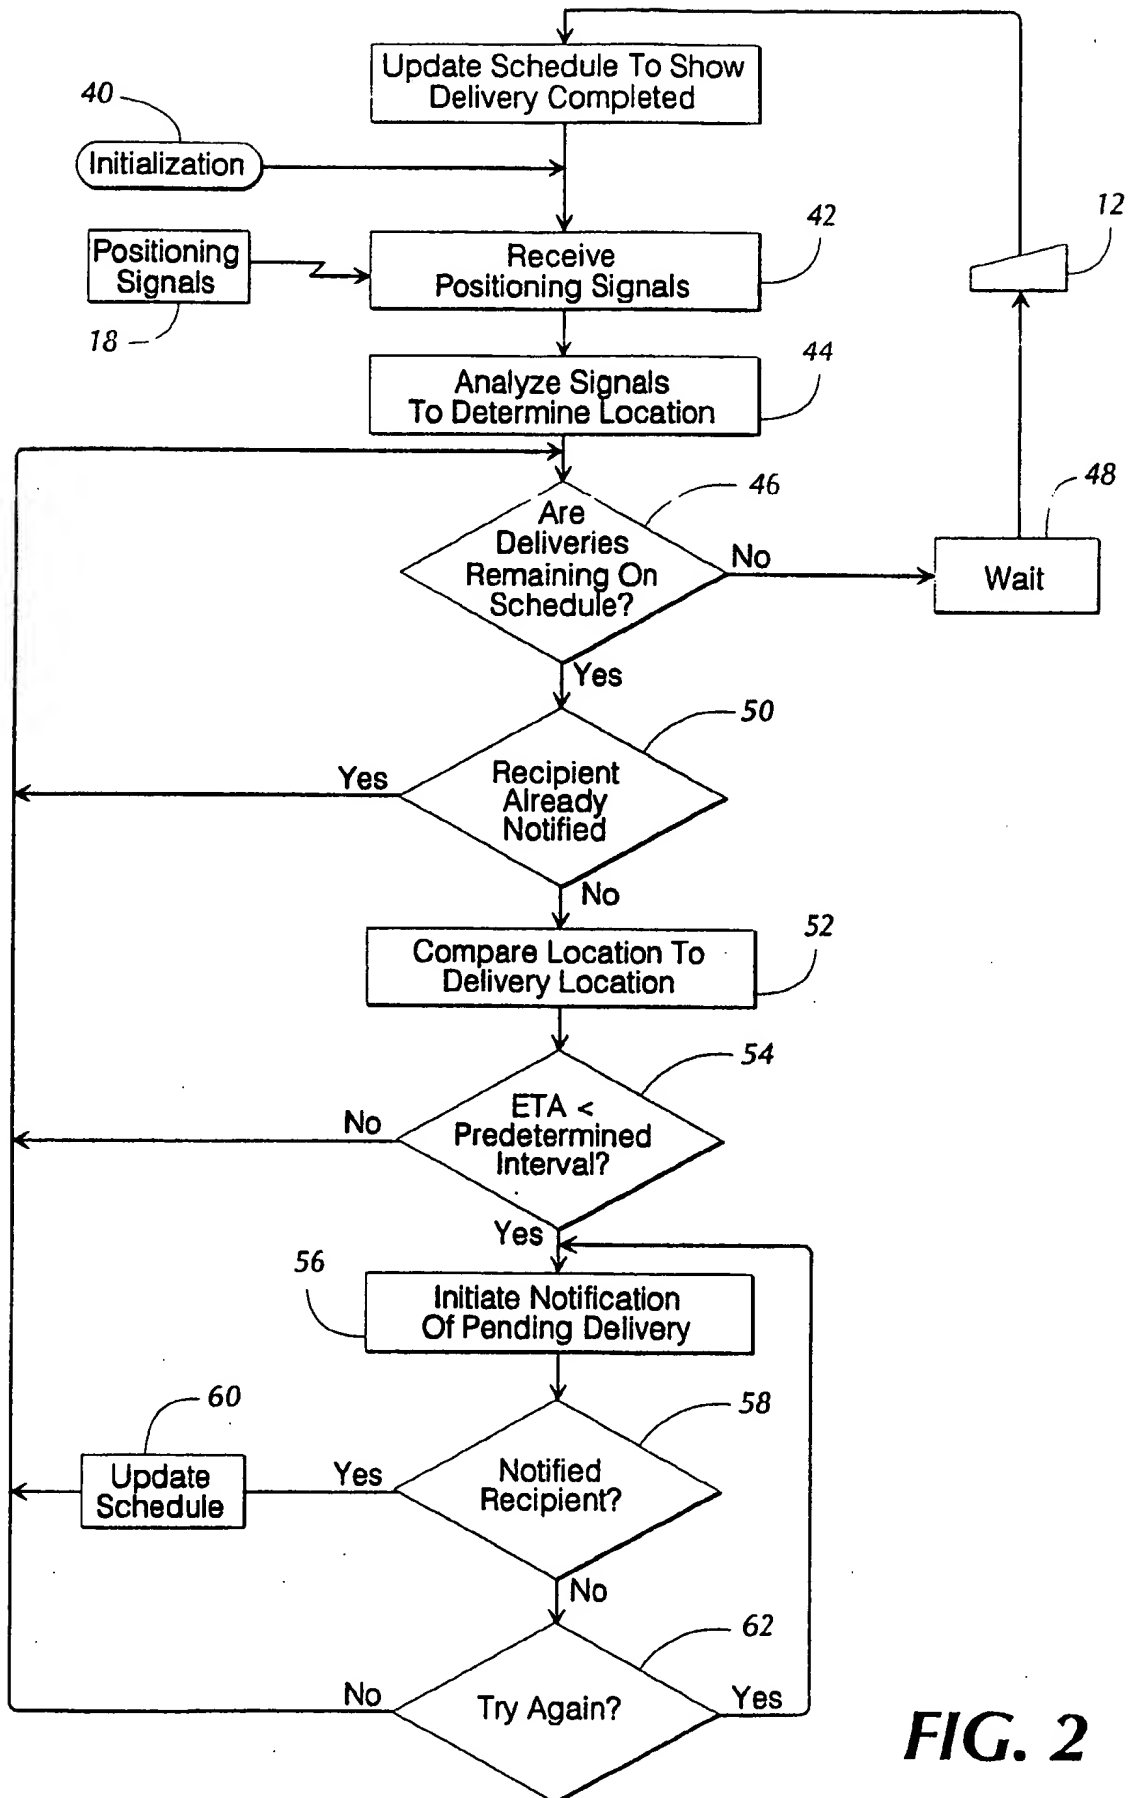 Update Schedule To Show
Delivery Completed
40
Initialization
12
42
Positioning
Signals
18
Receive
Positioning Signals
44
Analyze Signals
To Determine Location
46
Are
Deliveries
Remaining On
Schedule?
No
48
Wait
Yes
50
Recipient
Already
Notified
Yes
No
52
Compare Location To
Delivery Location
54
ETA <
Predetermined
Interval?
No
Yes
56
Initiate Notification
Of Pending Delivery
58
Notified
Recipient?
Yes
60
Update
Schedule
No
62
Try Again?
No
Yes
FIG. 2